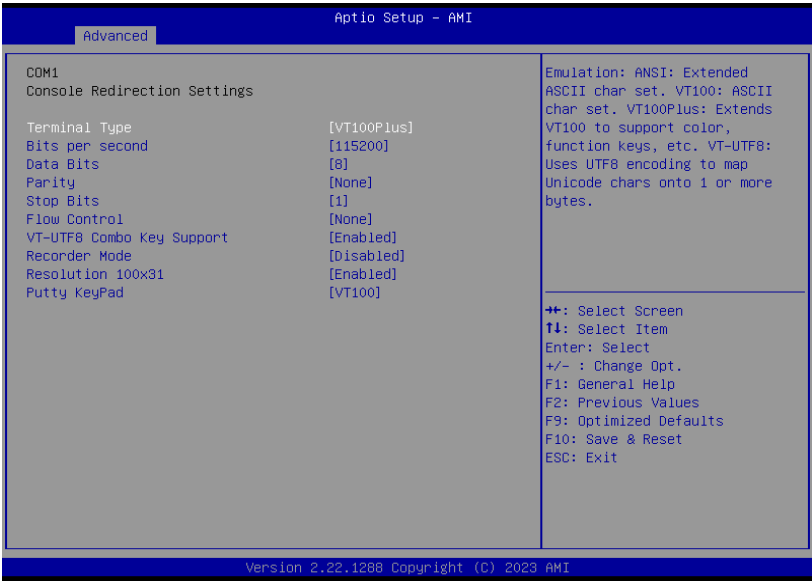 Aptio Setup – AMI
Advanced
COM1
Console Redirection Settings
Terminal Type [VT100Plus]
Bits per second [115200]
Data Bits [8]
Parity [None]
Stop Bits [1]
Flow Control [None]
VT-UTF8 Combo Key Support [Enabled]
Recorder Mode [Disabled]
Resolution 100x31 [Enabled]
Putty KeyPad [VT100]
Emulation: ANSI: Extended
ASCII char set. VT100: ASCII
char set. VT100Plus: Extends
VT100 to support color,
function keys, etc. VT-UTF8:
Uses UTF8 encoding to map
Unicode chars onto 1 or more
bytes.
→←: Select Screen
↑↓: Select Item
Enter: Select
+/- : Change Opt.
F1: General Help
F2: Previous Values
F9: Optimized Defaults
F10: Save & Reset
ESC: Exit
Version 2.22.1288 Copyright (C) 2023 AMI